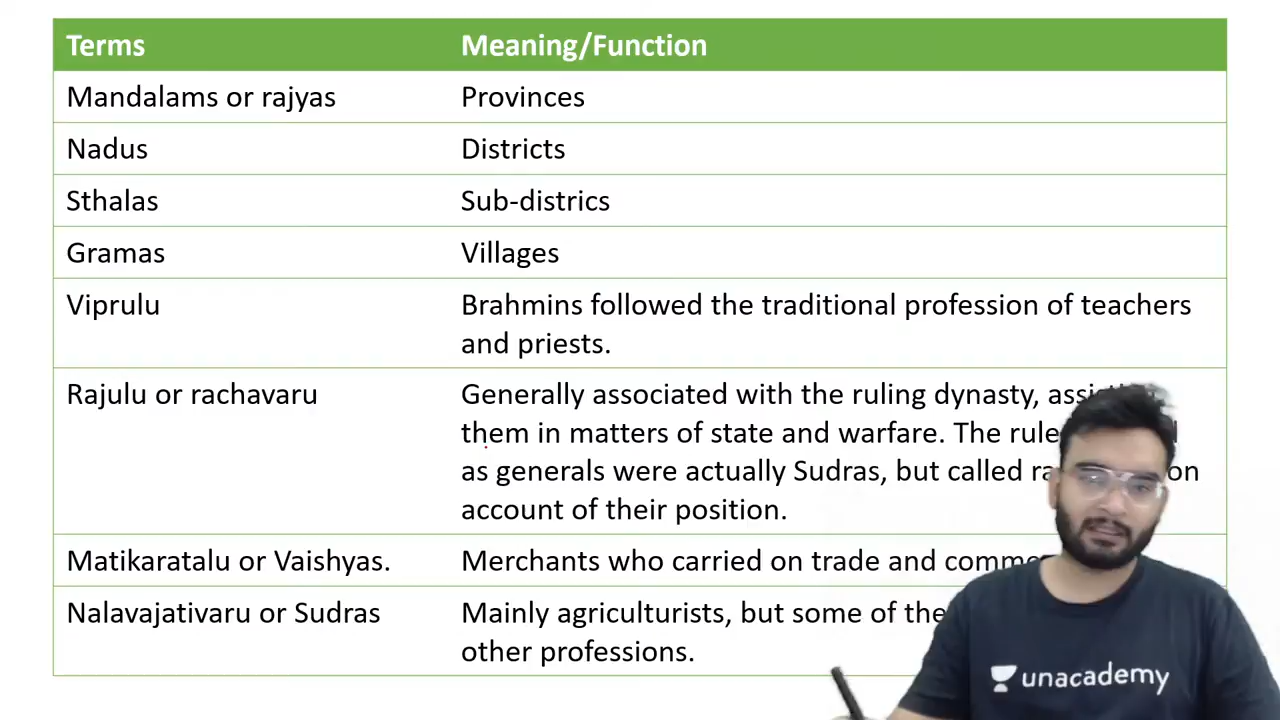 Terms Meaning/Function
Mandalams or rajyas Provinces
Nadus Districts
Sthalas Sub-districs
Gramas Villages
Viprulu Brahmins followed the traditional profession of teachers
and priests.
Rajulu or rachavaru Generally associated with the ruling dynasty,
them in matters of state and warfare. The
as generals were actually Sudras, but called on
account of their position.
Matikaratalu or Vaishyas. Merchants who carried on trade and
Nalavajativaru or Sudras Mainly agriculturists, but some of
other professions.
unacademy